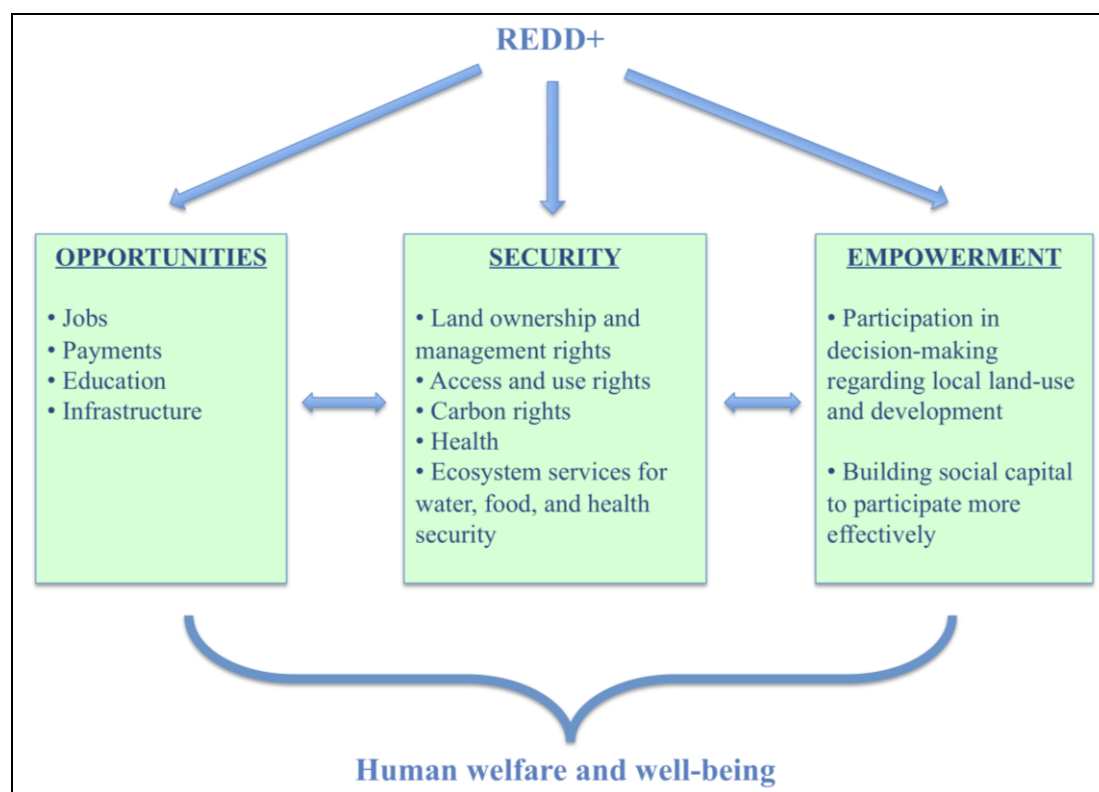 REDD+
OPPORTUNITIES
• Jobs
• Payments
• Education
• Infrastructure
SECURITY
• Land ownership and
management rights
• Access and use rights
• Carbon rights
• Health
• Ecosystem services for
water, food, and health
security
EMPOWERMENT
• Participation in
decision-making
regarding local land-use
and development
• Building social capital
to participate more
effectively
Human welfare and well-being